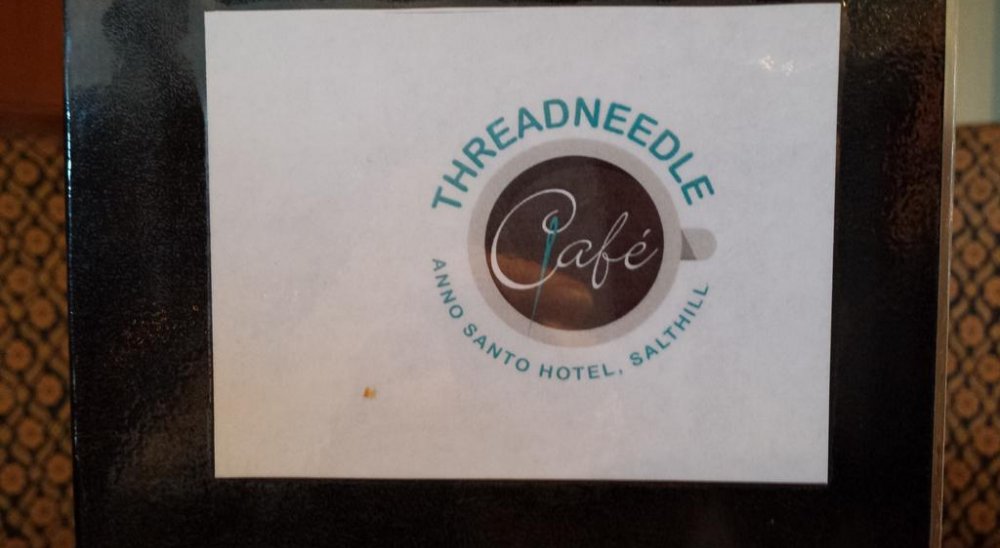 THREADNEEDLE
Café
ANNO SANTO HOTEL, SALTHILL